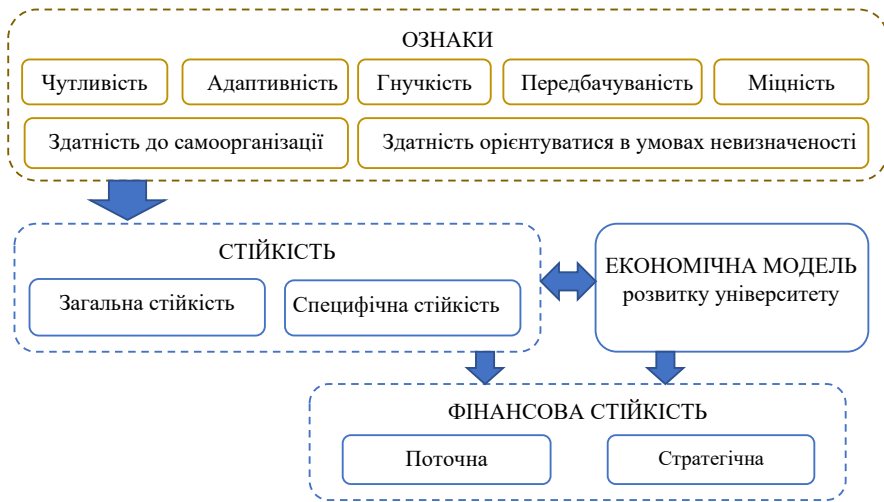 ОЗНАКИ
Чутливість
Адаптивність
Гнучкість
Передбачуваність
Міцність
Здатність до самоорганізації
Здатність орієнтуватися в умовах невизначеності
СТІЙКІСТЬ
Загальна стійкість
Специфічна стійкість
ЕКОНОМІЧНА МОДЕЛЬ
розвитку університету
ФІНАНСОВА СТІЙКІСТЬ
Поточна
Стратегічна